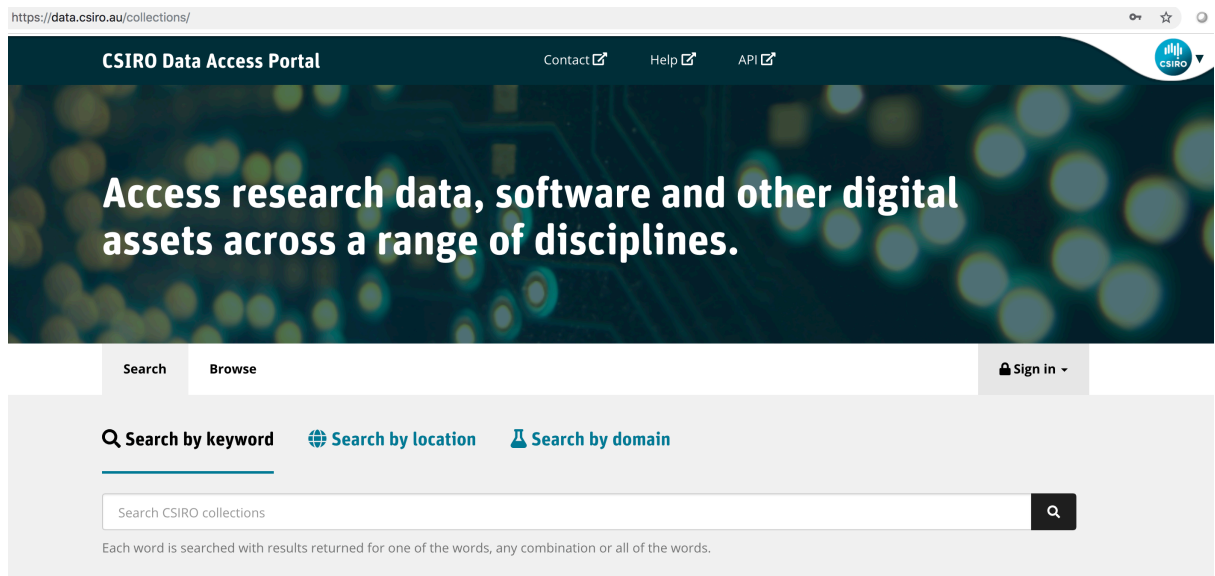 https://data.csiro.au/collections/
CSIRO Data Access Portal Contact Help API
CSIRO
Access research data, software and other digital
assets across a range of disciplines.
Search Browse Sign in
Search by keyword Search by location Search by domain
Search CSIRO collections
Each word is searched with results returned for one of the words, any combination or all of the words.